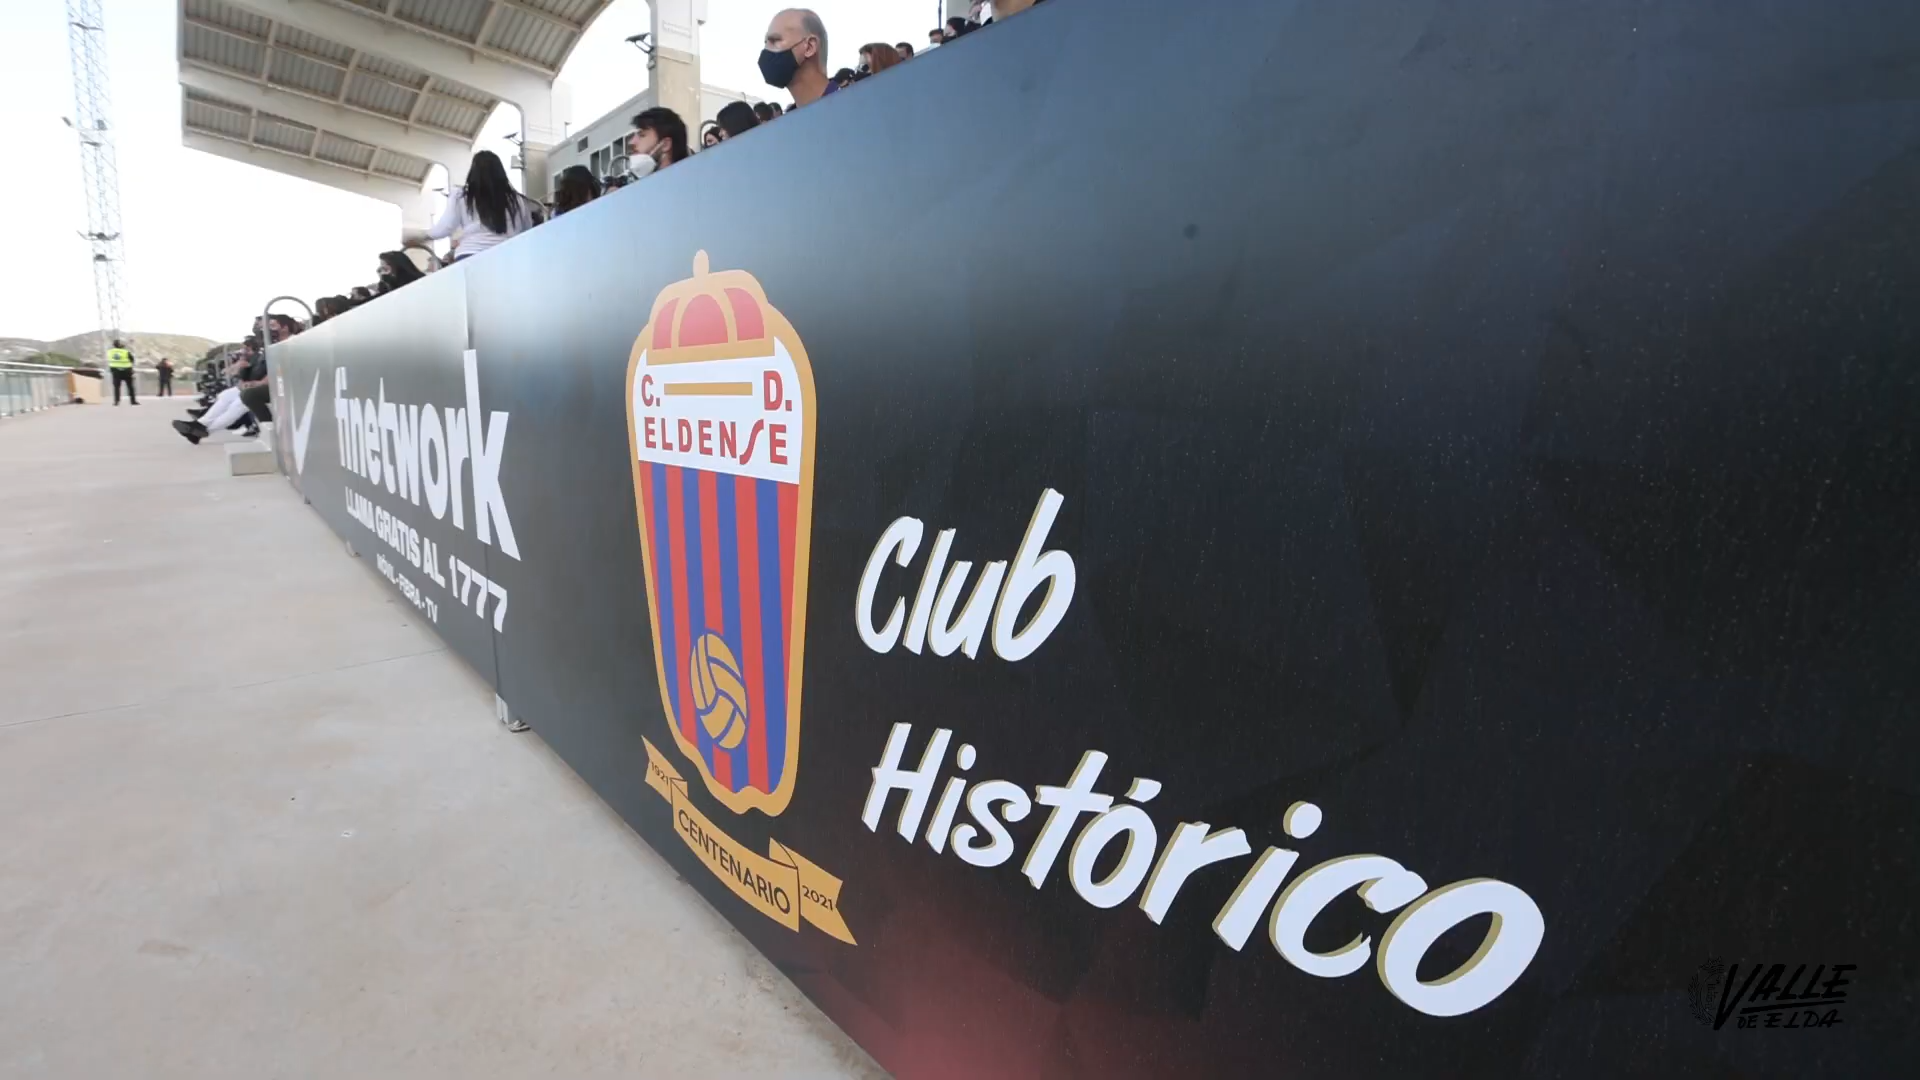 finetwork
LLAMA GRATIS AL 1777
MÓVIL - FIBRA - TV
C. D.
ELDENSE
1921
CENTENARIO
2021
Club
Histórico
VALLE
DE ELDA